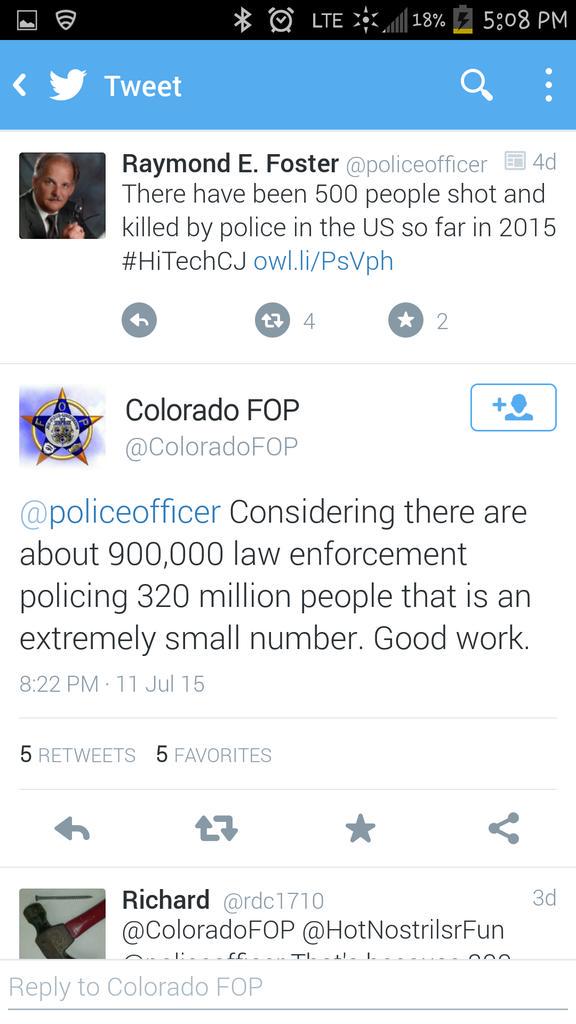 LTE 18% 5:08 PM
Tweet
Raymond E. Foster @policeofficer 4d
There have been 500 people shot and
killed by police in the US so far in 2015
#HiTechCJ owl.li/PsVph
4 2
Colorado FOP
@ColoradoFOP
@policeofficer Considering there are
about 900,000 law enforcement
policing 320 million people that is an
extremely small number. Good work.
8:22 PM · 11 Jul 15
5 RETWEETS 5 FAVORITES
Richard @rdc1710 3d
@ColoradoFOP @HotNostrilsrFun
@policeofficer That's because
Reply to Colorado FOP